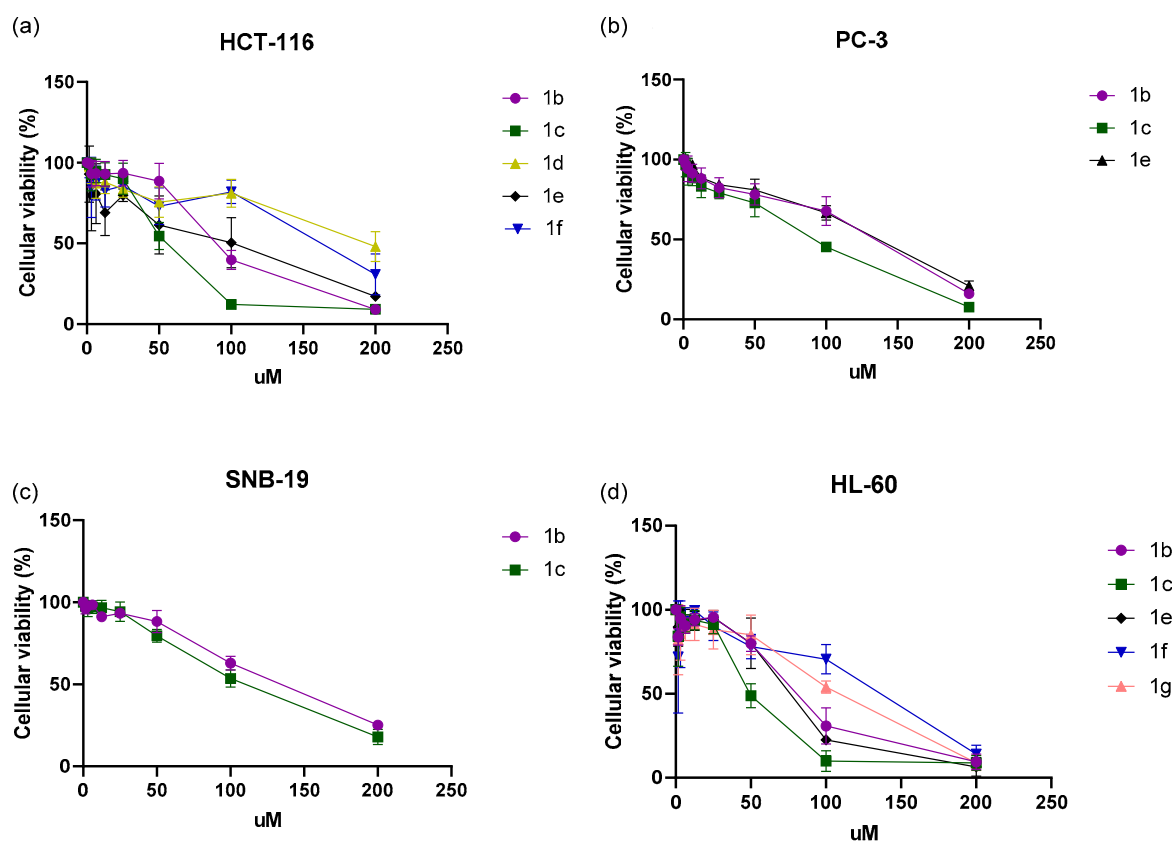 (a)
HCT-116
Cellular viability (%)
150
100
50
0
0 50 100 150 200 250
uM
1b
1c
1d
1e
1f
(b)
PC-3
Cellular viability (%)
150
100
50
0
0 50 100 150 200 250
uM
1b
1c
1e
(c)
SNB-19
Cellular viability (%)
150
100
50
0
0 50 100 150 200 250
uM
1b
1c
(d)
HL-60
Cellular viability (%)
150
100
50
0
0 50 100 150 200 250
uM
1b
1c
1e
1f
1g